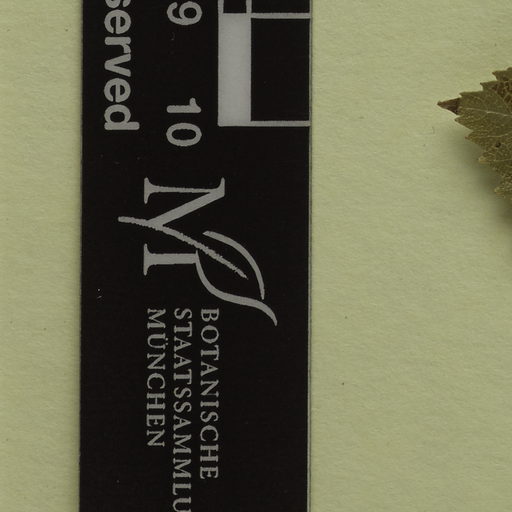 served
9 10
M
BOTANISCHE
STAATSSAMMLU
MÜNCHEN